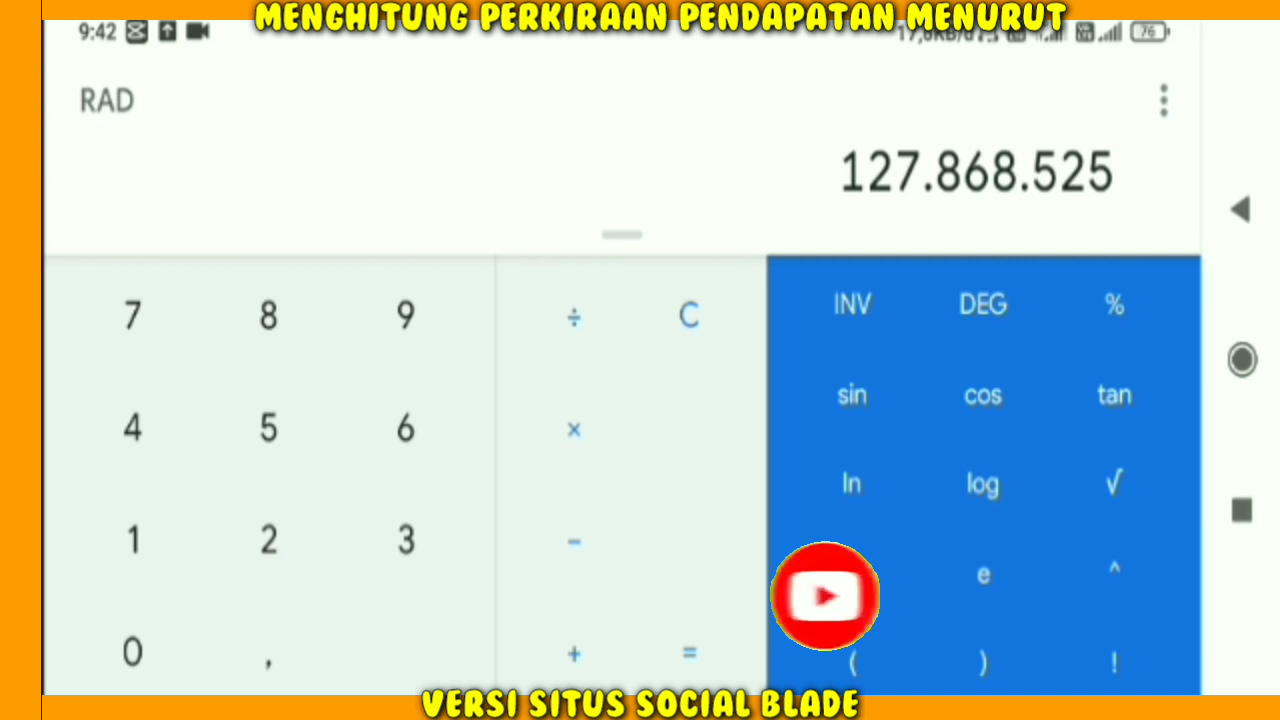 MENGHITUNG PERKIRAAN PENDAPATAN MENURUT
9:42 76
RAD
127.868.525
7 8 9 ÷ C INV DEG %
4 5 6 × sin cos tan
ln log √
1 2 3 − e ^
0 , + = ( ) !
VERSI SITUS SOCIAL BLADE